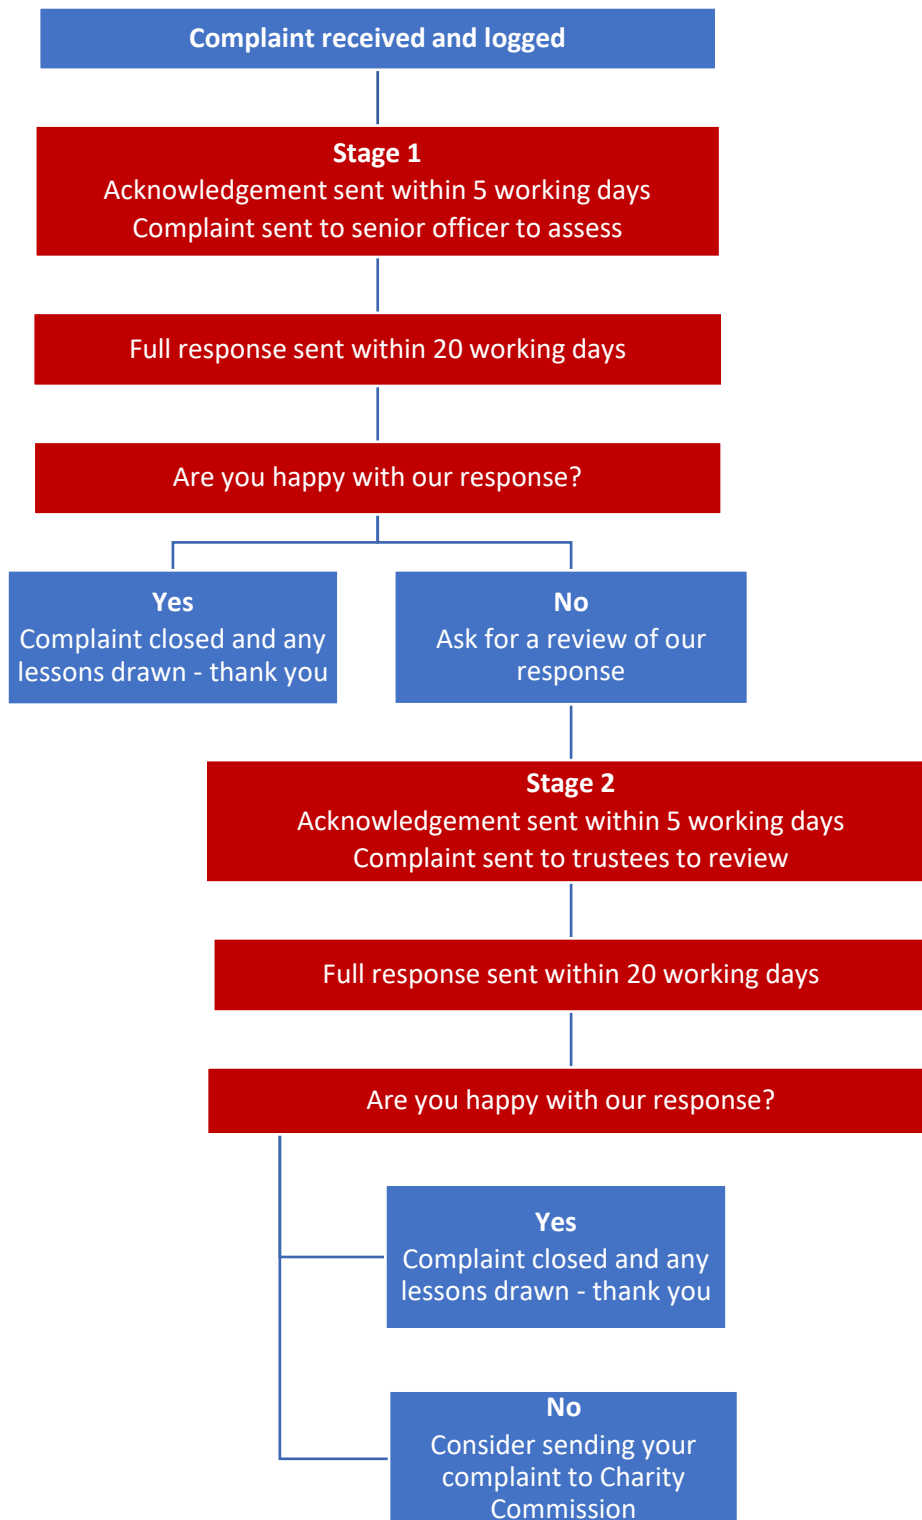 Complaint received and logged
Stage 1
Acknowledgement sent within 5 working days
Complaint sent to senior officer to assess
Full response sent within 20 working days
Are you happy with our response?
Yes
Complaint closed and any
lessons drawn - thank you
No
Ask for a review of our
response
Stage 2
Acknowledgement sent within 5 working days
Complaint sent to trustees to review
Full response sent within 20 working days
Are you happy with our response?
Yes
Complaint closed and any
lessons drawn - thank you
No
Consider sending your
complaint to Charity
Commission